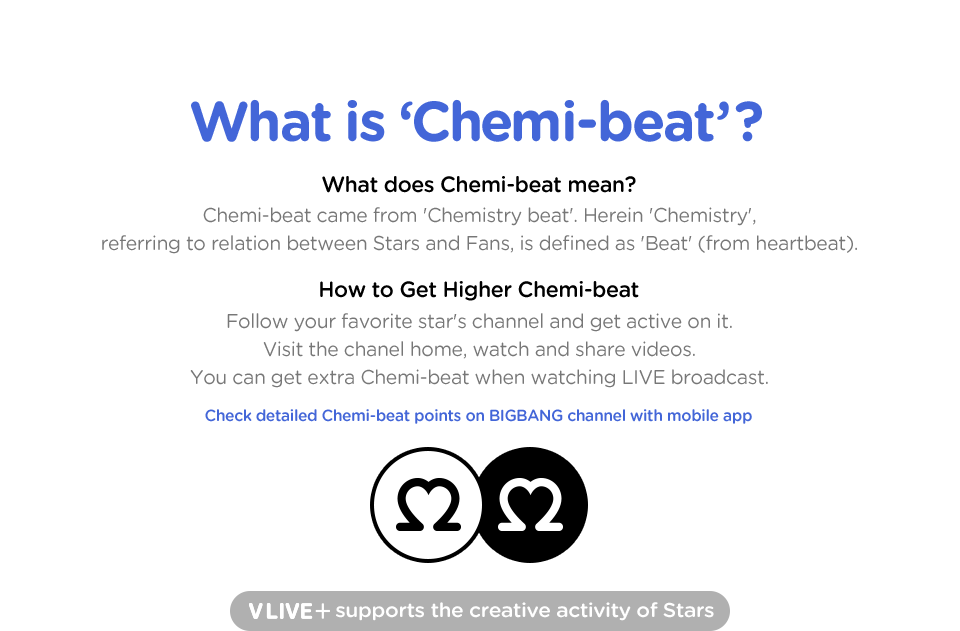 What is ‘Chemi-beat’?
What does Chemi-beat mean?
Chemi-beat came from 'Chemistry beat'. Herein 'Chemistry',
referring to relation between Stars and Fans, is defined as 'Beat' (from heartbeat).
How to Get Higher Chemi-beat
Follow your favorite star's channel and get active on it.
Visit the chanel home, watch and share videos.
You can get extra Chemi-beat when watching LIVE broadcast.
Check detailed Chemi-beat points on BIGBANG channel with mobile app
V LIVE+ supports the creative activity of Stars